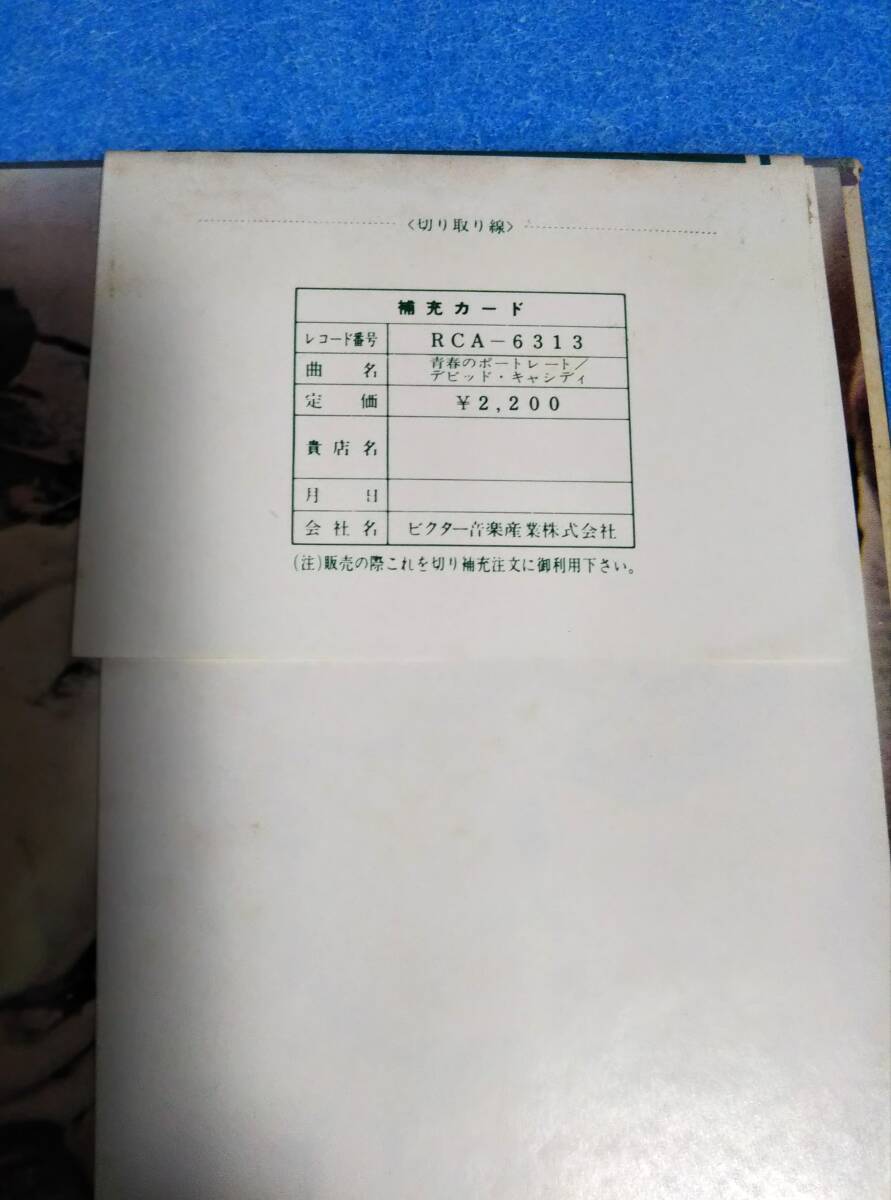 〈切り取り線〉
補充カード
レコード番号 RCA-6313
曲名 青春のポートレート/
デビッド・キャシディ
定価 ¥2,200
貴店名
月日
会社名 ビクター音楽産業株式会社
(注)販売の際これを切り補充注文に御利用下さい。